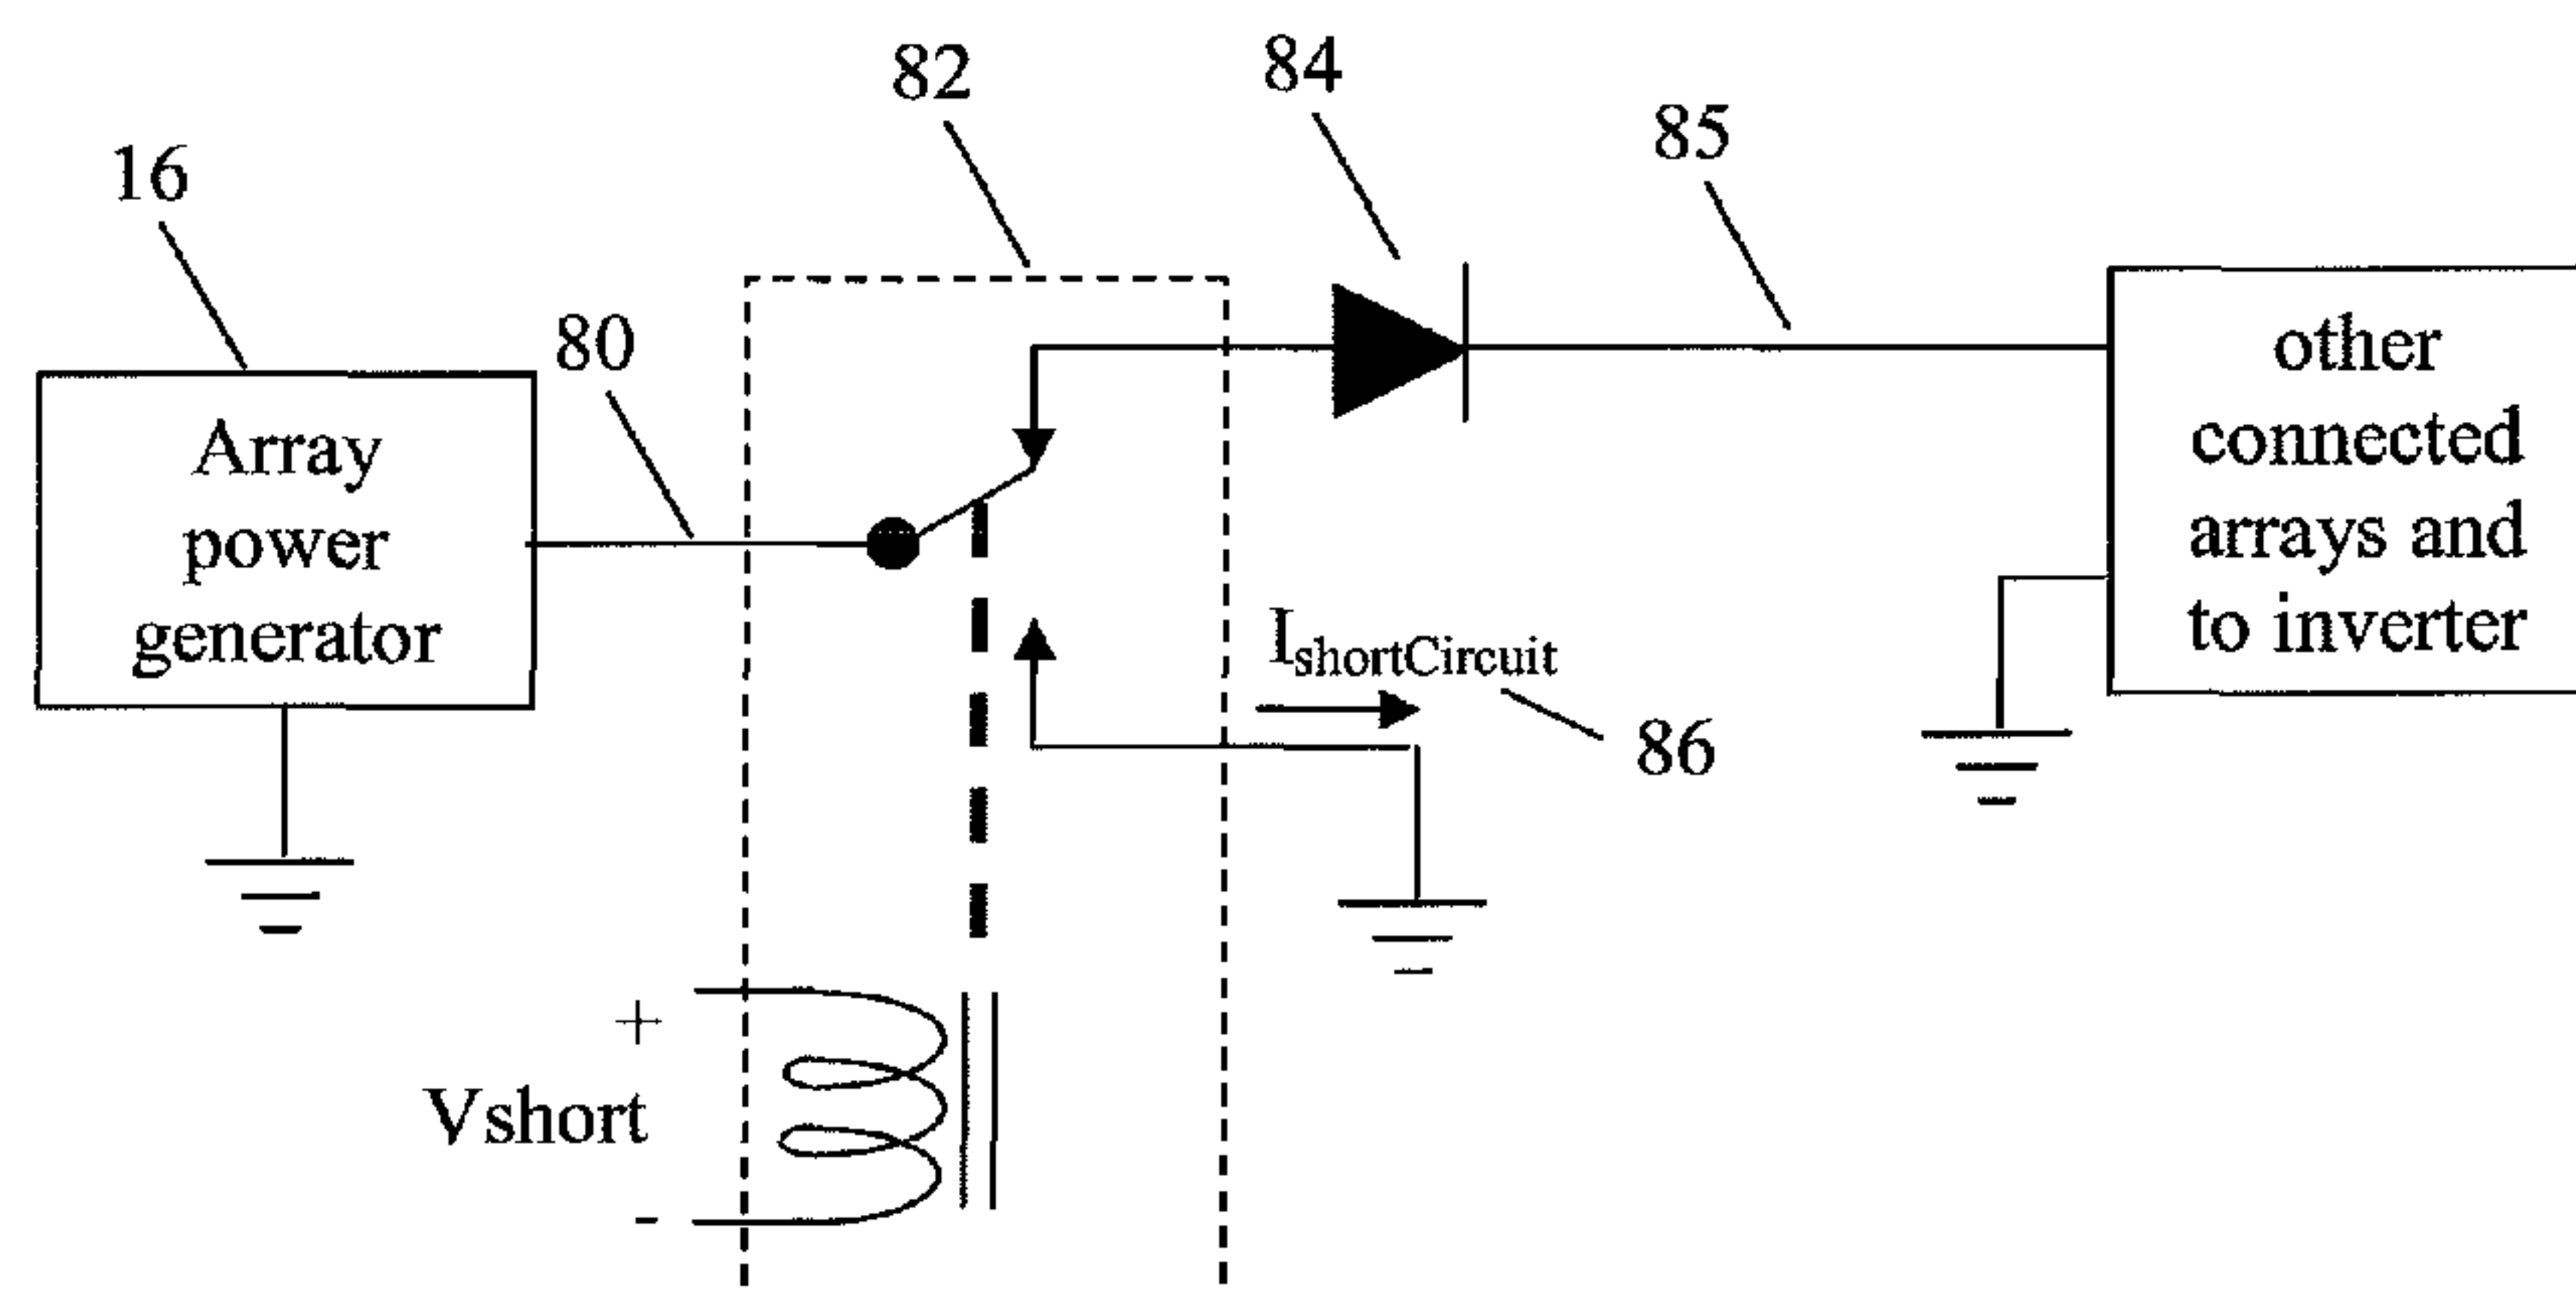 82
84
85
16
80
Array
power
generator
other
connected
arrays and
to inverter
IshortCircuit
86
+
Vshort
-